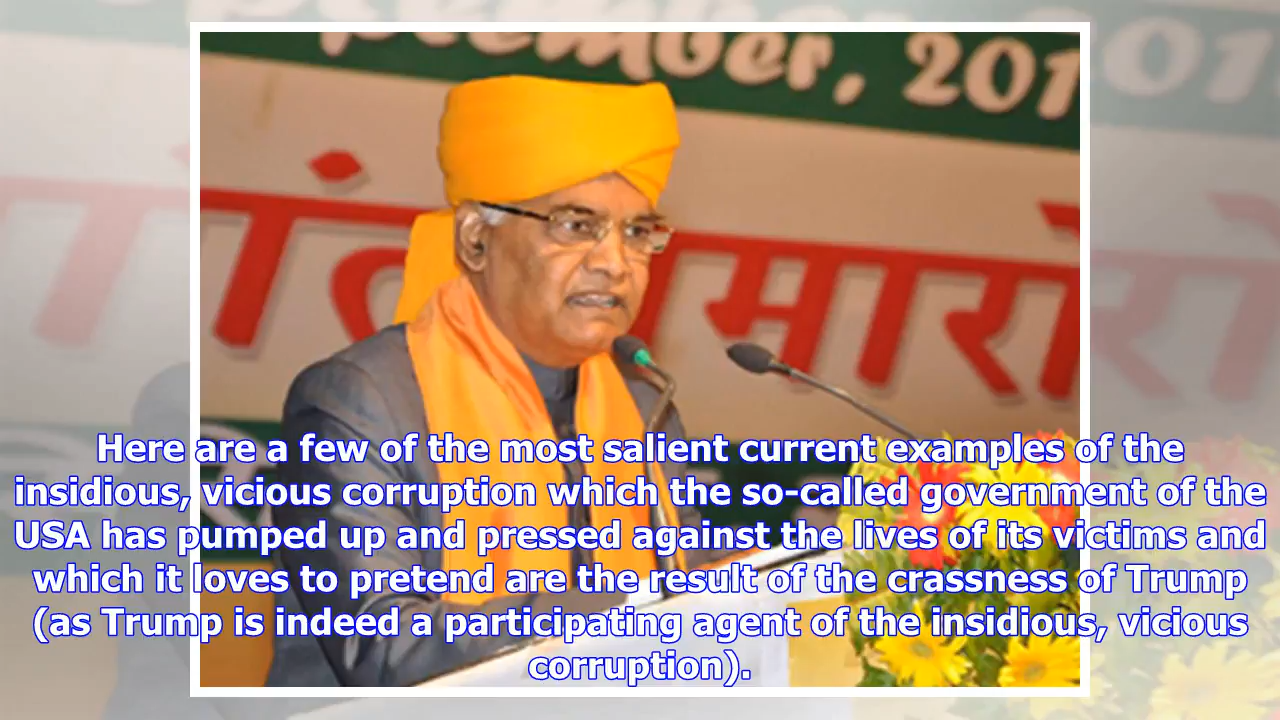 ptember, 201
मारो
Here are a few of the most salient current examples of the
insidious, vicious corruption which the so-called government of the
USA has pumped up and pressed against the lives of its victims and
which it loves to pretend are the result of the crassness of Trump
(as Trump is indeed a participating agent of the insidious, vicious
corruption).